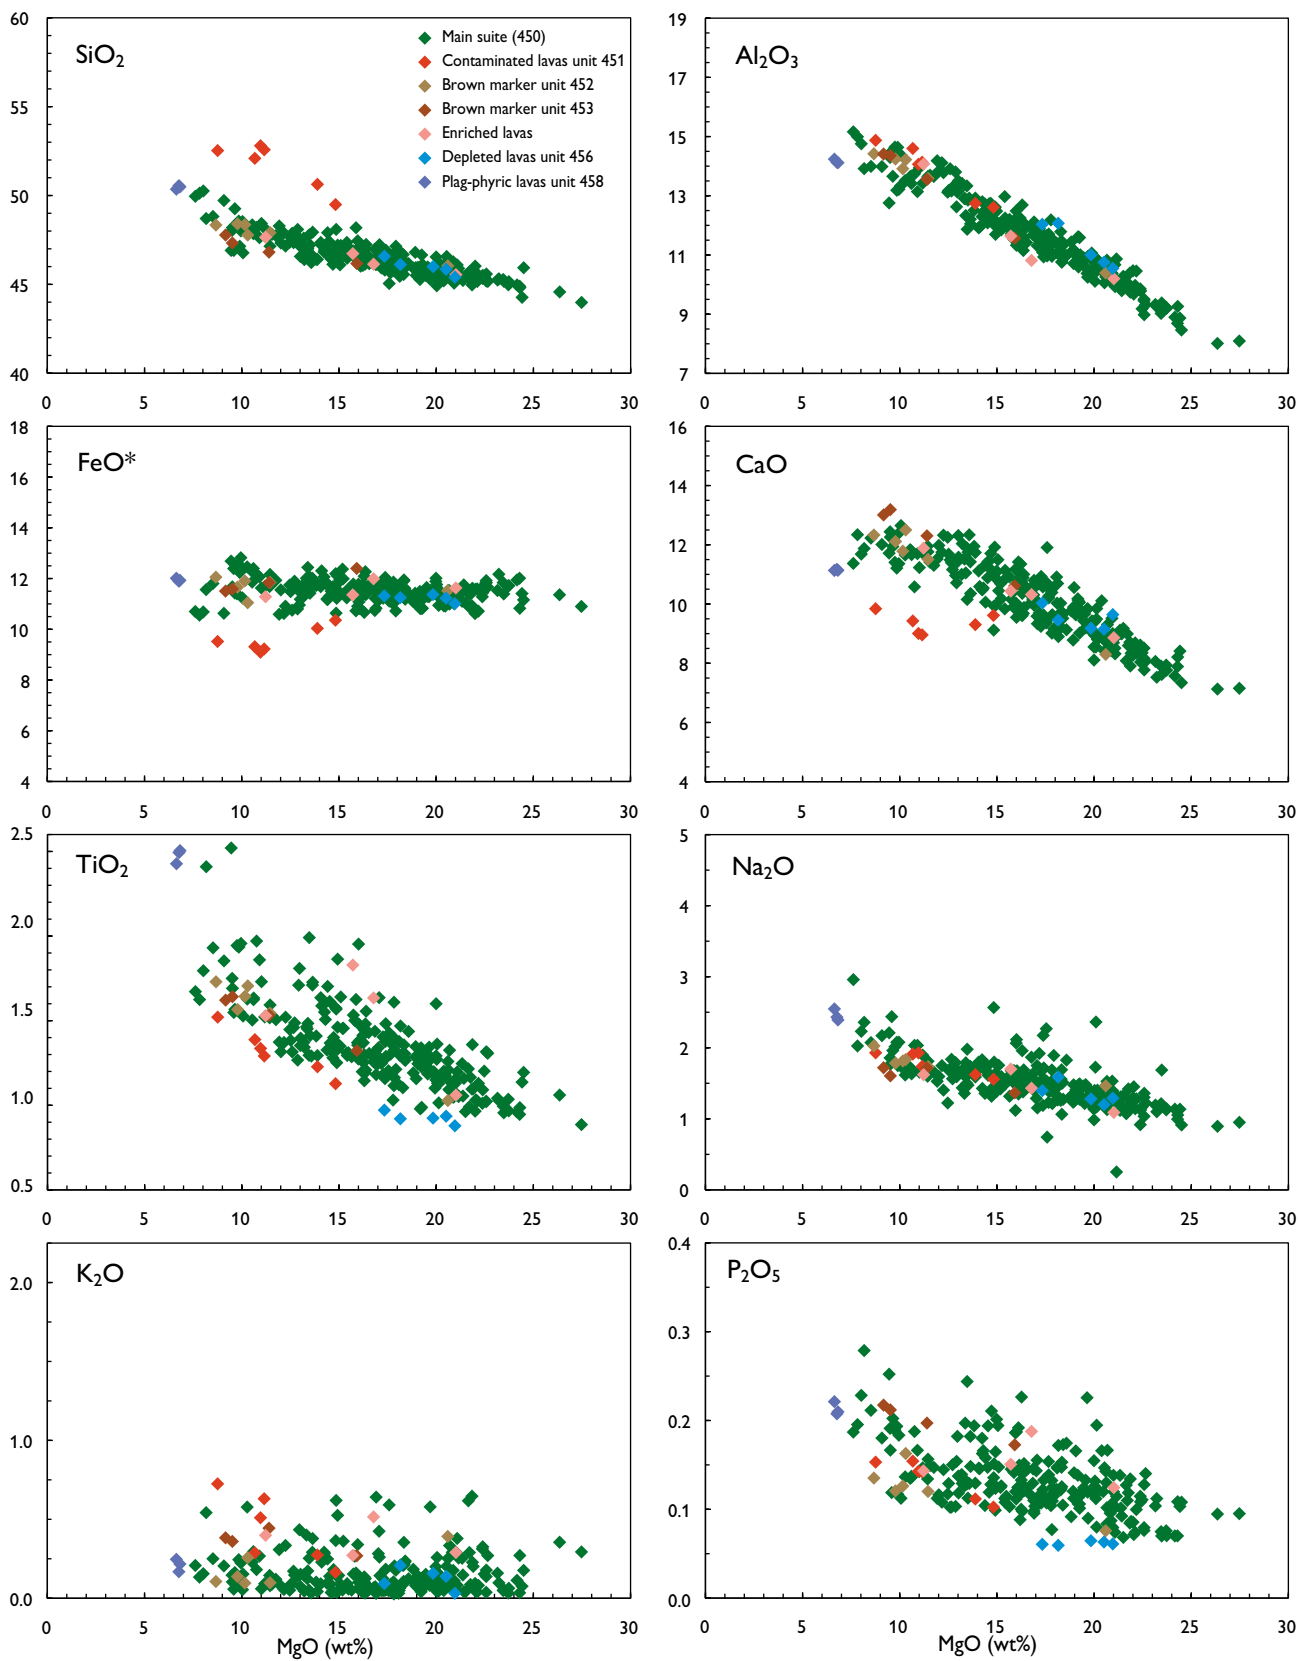 SiO₂
60
55
50
45
40
0 5 10 15 20 25 30
Main suite (450)
Contaminated lavas unit 451
Brown marker unit 452
Brown marker unit 453
Enriched lavas
Depleted lavas unit 456
Plag-phyric lavas unit 458
Al₂O₃
19
17
15
13
11
9
7
0 5 10 15 20 25 30
FeO*
18
16
14
12
10
8
6
4
0 5 10 15 20 25 30
CaO
16
14
12
10
8
6
4
0 5 10 15 20 25 30
TiO₂
2.5
2.0
1.5
1.0
0.5
0 5 10 15 20 25 30
Na₂O
5
4
3
2
1
0
0 5 10 15 20 25 30
K₂O
2.0
1.0
0.0
0 5 10 15 20 25 30
MgO (wt%)
P₂O₅
0.4
0.3
0.2
0.1
0.0
0 5 10 15 20 25 30
MgO (wt%)